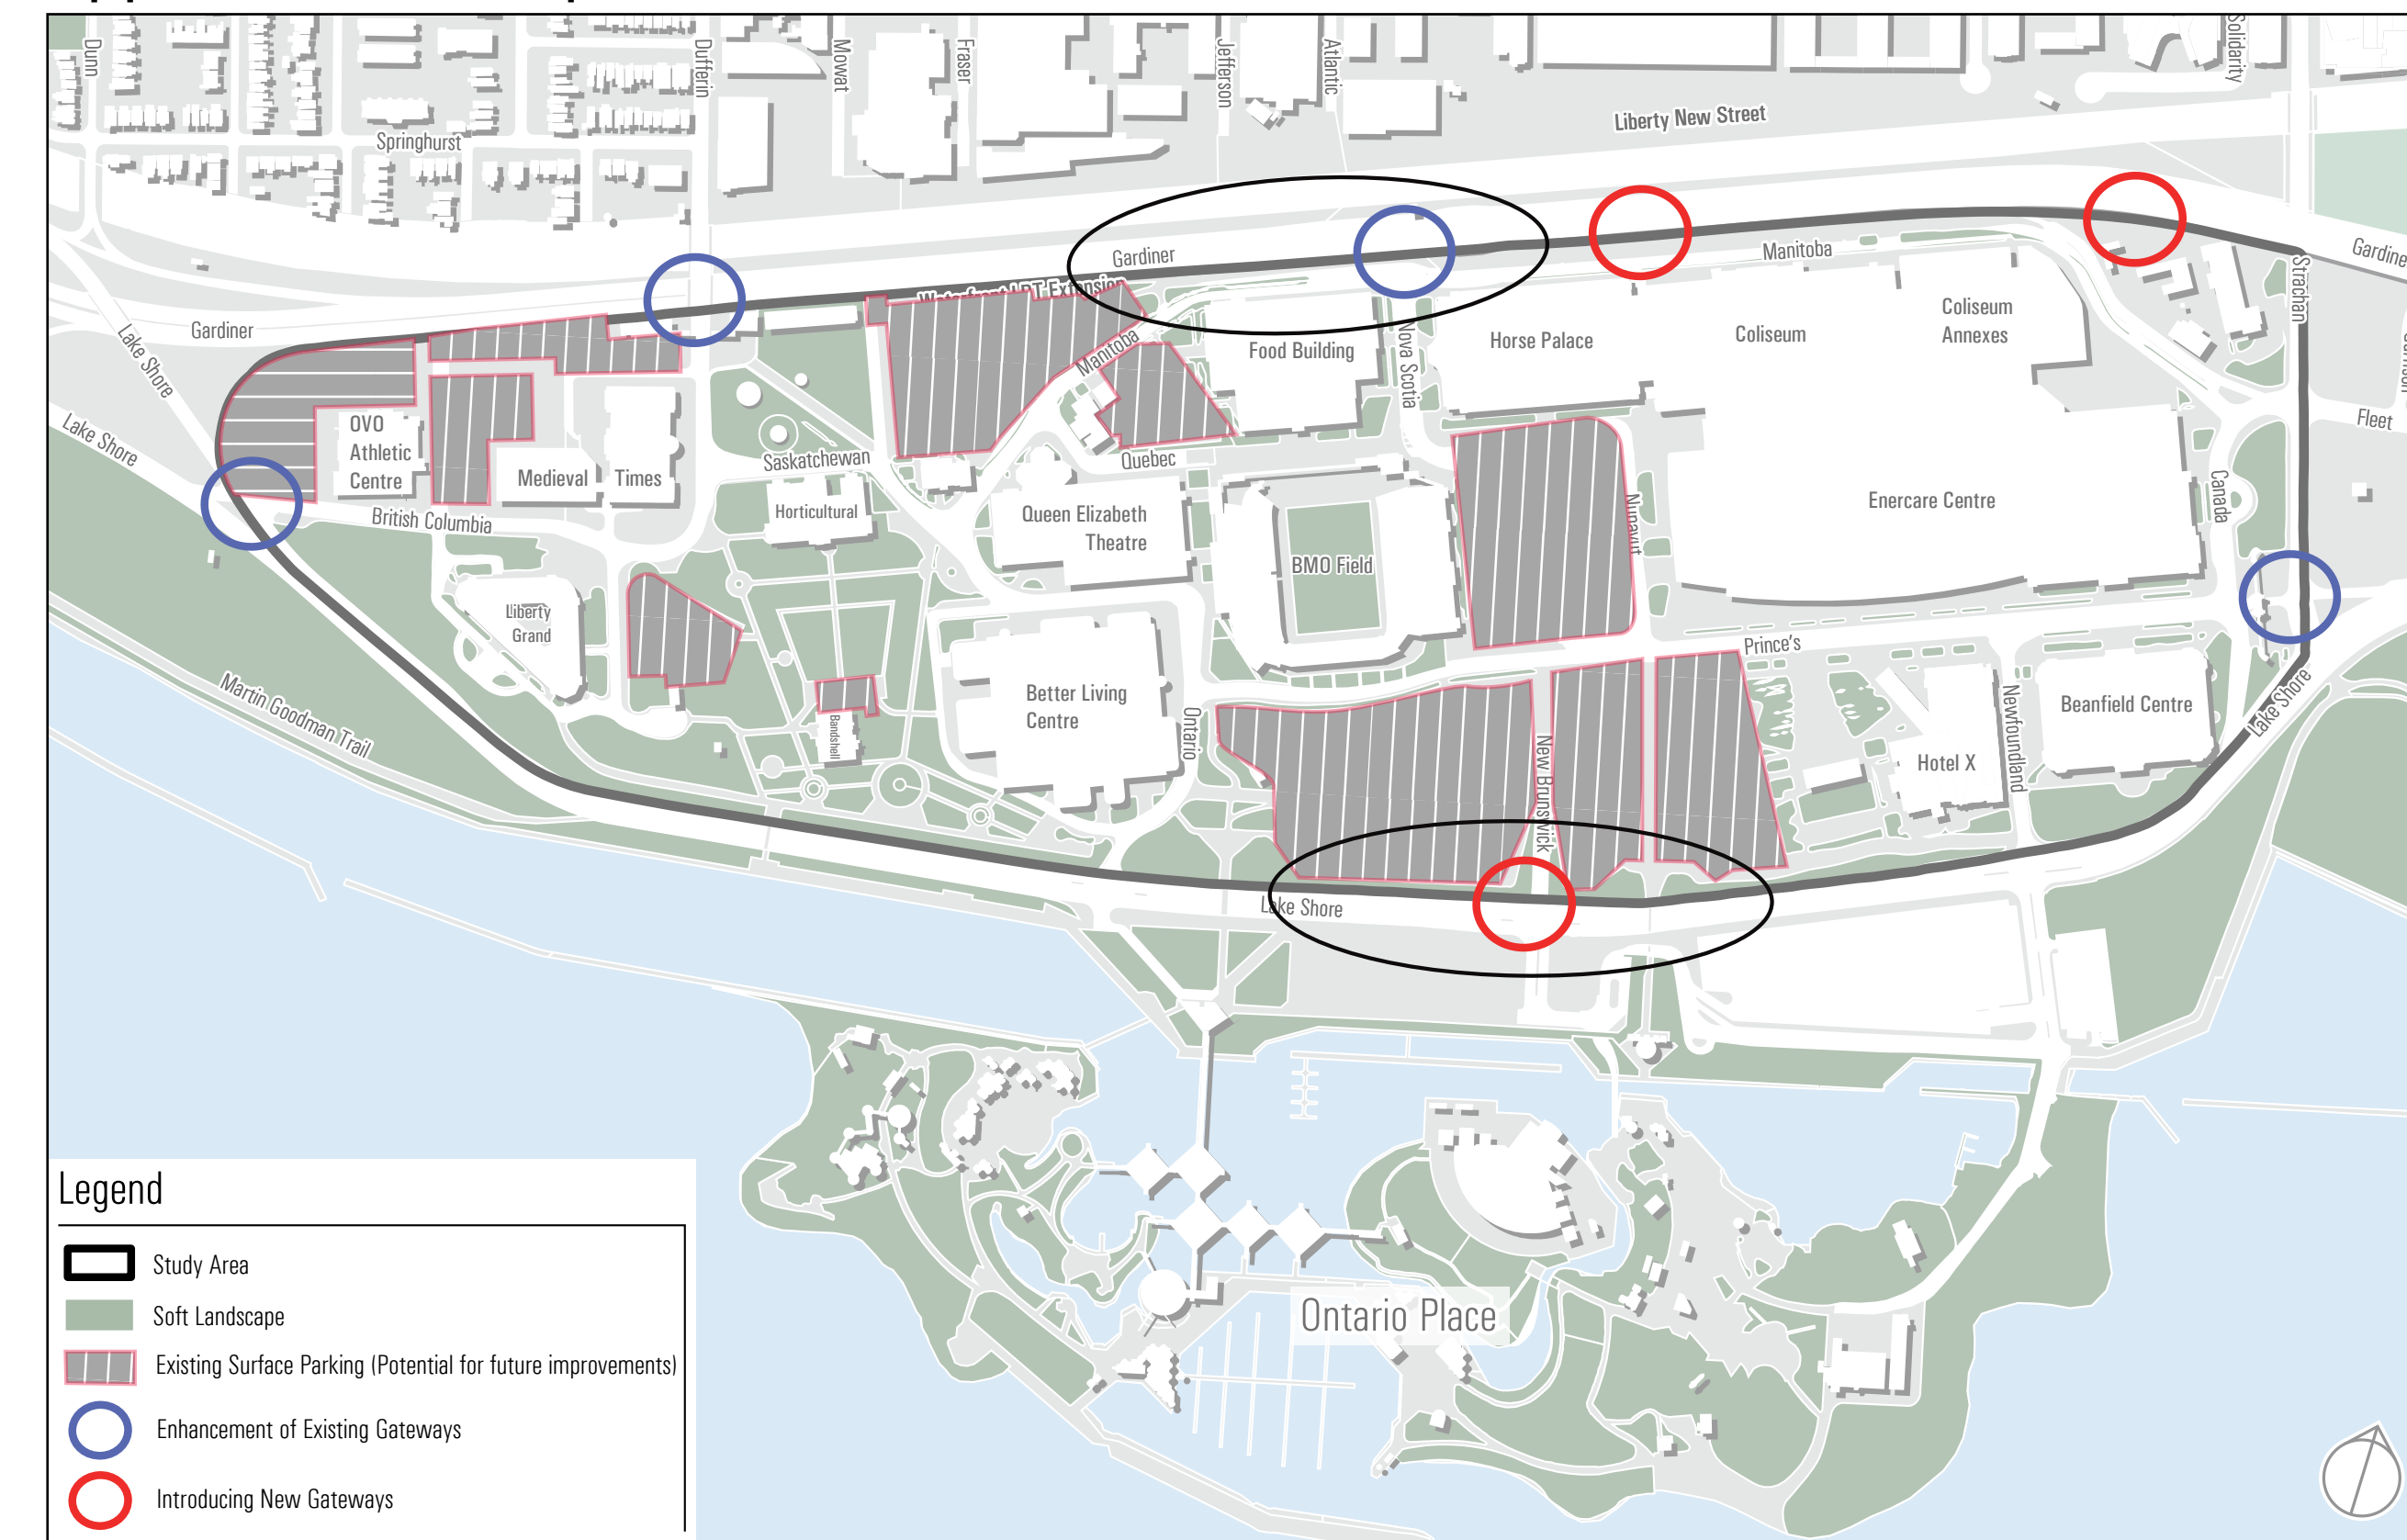 Dunn
Dufferin
Mowat
Fraser
Jefferson
Atlantic
Solidarity
Springhurst
Liberty New Street
Gardiner
Waterfront LRT Extension
Manitoba
Gardine
Strachan
Gardiner
Lake Shore
Lake Shore
Manitoba
Food Building
Nova Scotia
Horse Palace
Coliseum
Coliseum
Annexes
Fleet
OVO
Athletic
Centre
Medieval
Times
Saskatchewan
Quebec
British Columbia
Horticultural
Queen Elizabeth
Theatre
BMO Field
Nunavut
Enercare Centre
Canada
Liberty
Grand
Prince's
Better Living
Centre
Ontario
Bandshell
New Brunswick
Hotel X
Newfoundland
Beanfield Centre
Lake Shore
Martin Goodman Trail
Lake Shore
Ontario Place
Legend
Study Area
Soft Landscape
Existing Surface Parking (Potential for future improvements)
Enhancement of Existing Gateways
Introducing New Gateways